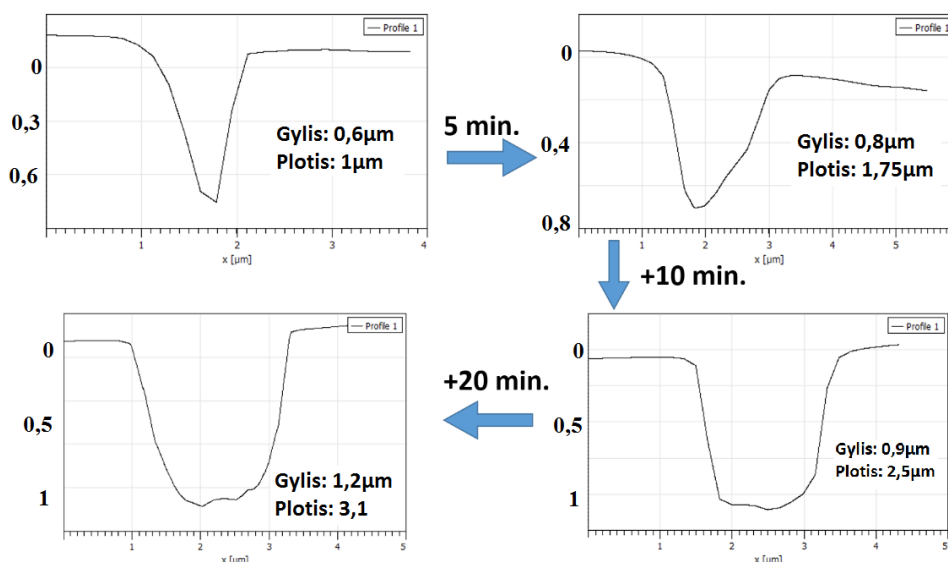 Profile 1
0
0,3
0,6
Gylis: 0,6µm
Plotis: 1µm
1
2
3
4
x [µm]
5 min.
Profile 1
0
0,4
0,8
Gylis: 0,8µm
Plotis: 1,75µm
1
2
3
4
5
x [µm]
+10 min.
Profile 1
0
0,5
1
Gylis: 1,2µm
Plotis: 3,1
1
2
3
4
5
x [µm]
+20 min.
Profile 1
0
0,5
1
Gylis: 0,9µm
Plotis: 2,5µm
1
2
3
4
5
x [µm]